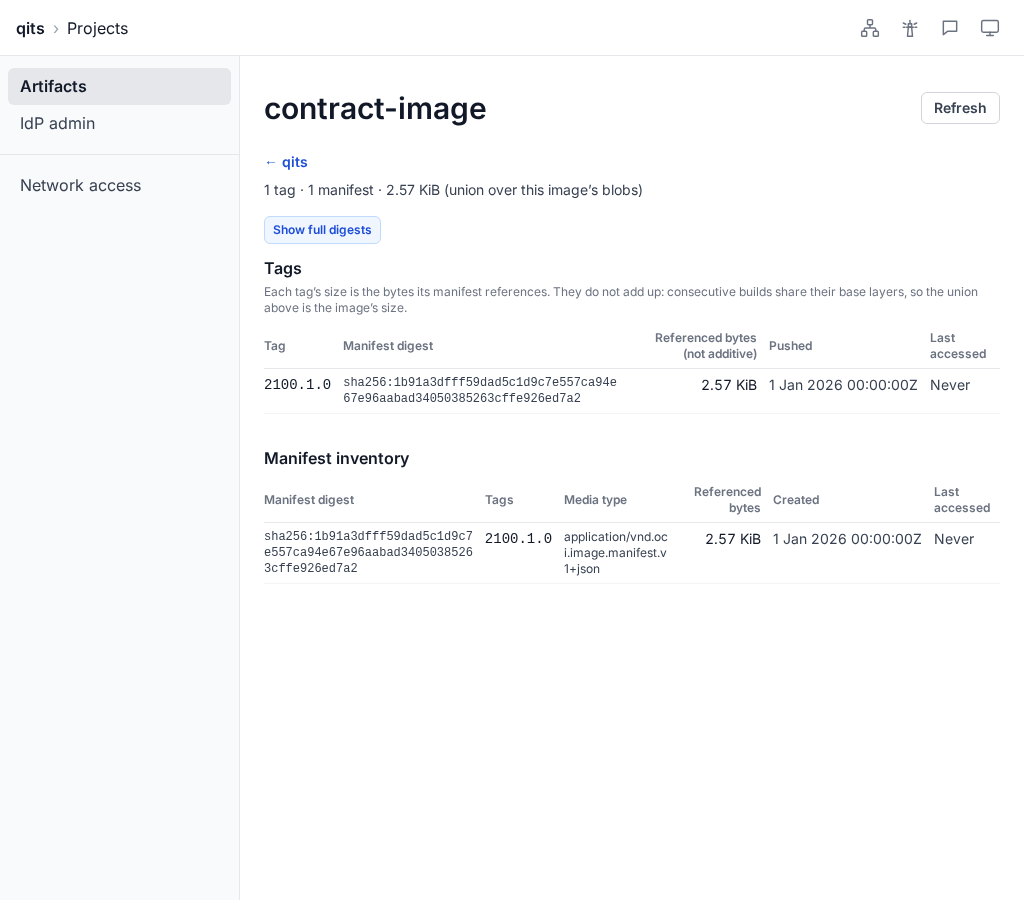 qits › Projects
Artifacts
IdP admin
Network access
contract-image
Refresh
← qits
1 tag · 1 manifest · 2.57 KiB (union over this image’s blobs)
Show full digests
Tags
Each tag’s size is the bytes its manifest references. They do not add up: consecutive builds share their base layers, so the union
above is the image’s size.
Tag Manifest digest Referenced bytes (not additive) Pushed Last accessed
2100.1.0 sha256:1b91a3dfff59dad5c1d9c7e557ca94e 2.57 KiB 1 Jan 2026 00:00:00Z Never
67e96aabad34050385263cffe926ed7a2
Manifest inventory
Manifest digest Tags Media type Referenced bytes Created Last accessed
sha256:1b91a3dfff59dad5c1d9c7 2100.1.0 application/vnd.oc 2.57 KiB 1 Jan 2026 00:00:00Z Never
e557ca94e67e96aabad3405038526 i.image.manifest.v
3cffe926ed7a2 1+json